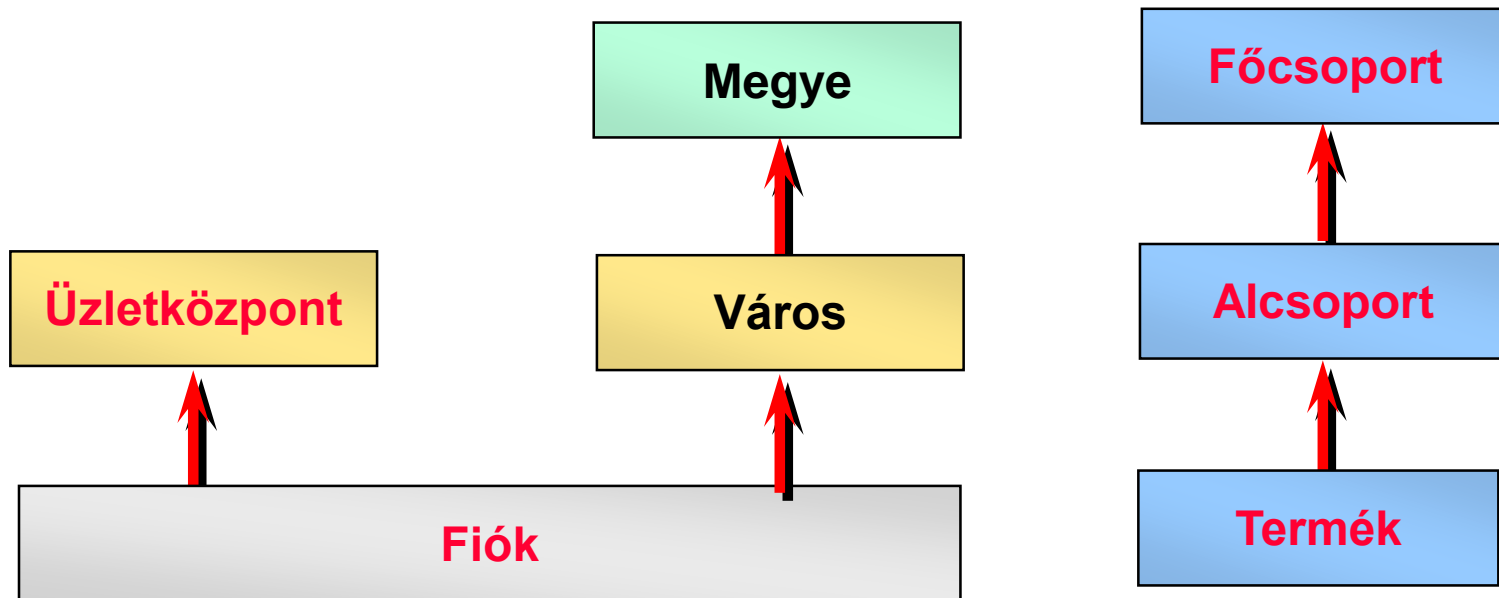 Megye
Főcsoport
Üzletközpont
Város
Alcsoport
Fiók
Termék